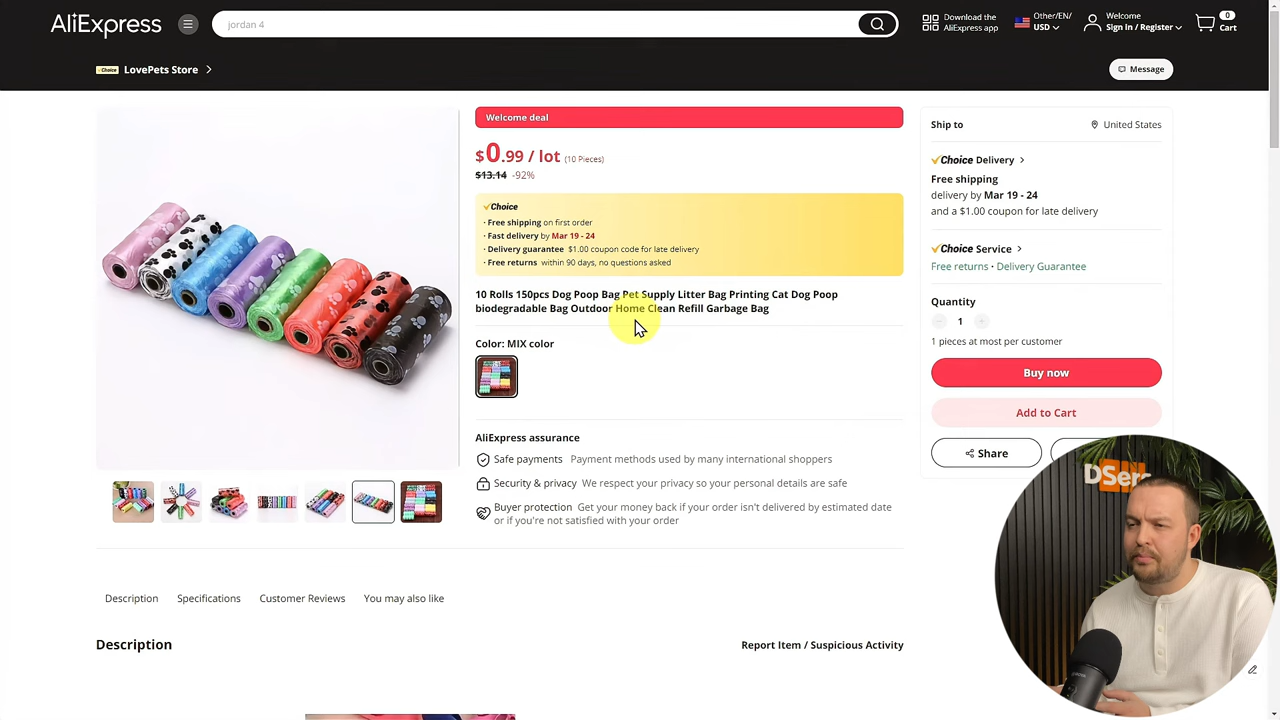 AliExpress
jordan 4
Download the
AliExpress app
Other/EN/
USD
Welcome
Sign In / Register
0
Cart
Choice
LovePets Store
Message
Welcome deal
$0.99 / lot (10 Pieces)
$13.14 -92%
Choice
· Free shipping on first order
· Fast delivery by Mar 19 - 24
· Delivery guarantee $1.00 coupon code for late delivery
· Free returns within 90 days, no questions asked
10 Rolls 150pcs Dog Poop Bag Pet Supply Litter Bag Printing Cat Dog Poop
biodegradable Bag Outdoor Home Clean Refill Garbage Bag
Color: MIX color
AliExpress assurance
Safe payments Payment methods used by many international shoppers
Security & privacy We respect your privacy so your personal details are safe
Buyer protection Get your money back if your order isn't delivered by estimated date
or if you're not satisfied with your order
Ship to
United States
Choice Delivery
Free shipping
delivery by Mar 19 - 24
and a $1.00 coupon for late delivery
Choice Service
Free returns · Delivery Guarantee
Quantity
- 1 +
1 pieces at most per customer
Buy now
Add to Cart
Share
DSers
Description
Specifications
Customer Reviews
You may also like
Description
Report Item / Suspicious Activity